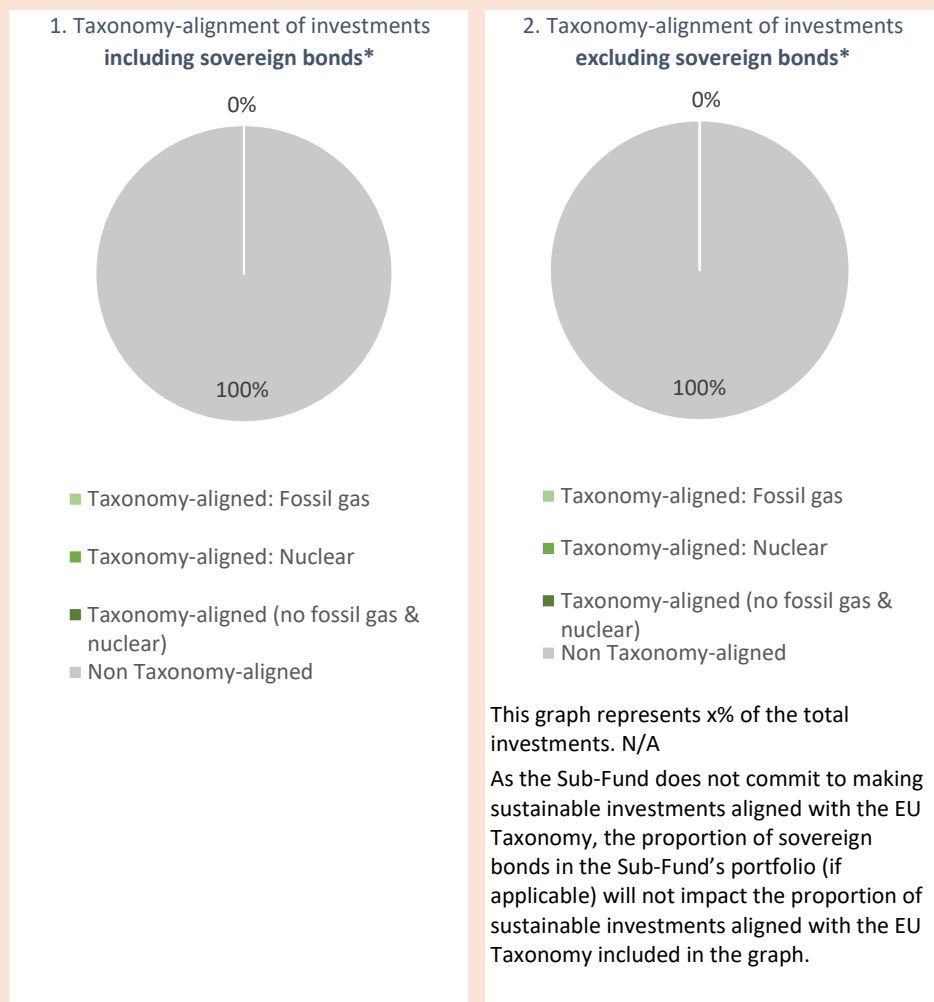 1. Taxonomy-alignment of investments
including sovereign bonds*
0%
100%
Taxonomy-aligned: Fossil gas
Taxonomy-aligned: Nuclear
Taxonomy-aligned (no fossil gas &
nuclear)
Non Taxonomy-aligned
2. Taxonomy-alignment of investments
excluding sovereign bonds*
0%
100%
Taxonomy-aligned: Fossil gas
Taxonomy-aligned: Nuclear
Taxonomy-aligned (no fossil gas &
nuclear)
Non Taxonomy-aligned
This graph represents x% of the total
investments. N/A
As the Sub-Fund does not commit to making
sustainable investments aligned with the EU
Taxonomy, the proportion of sovereign
bonds in the Sub-Fund’s portfolio (if
applicable) will not impact the proportion of
sustainable investments aligned with the EU
Taxonomy included in the graph.